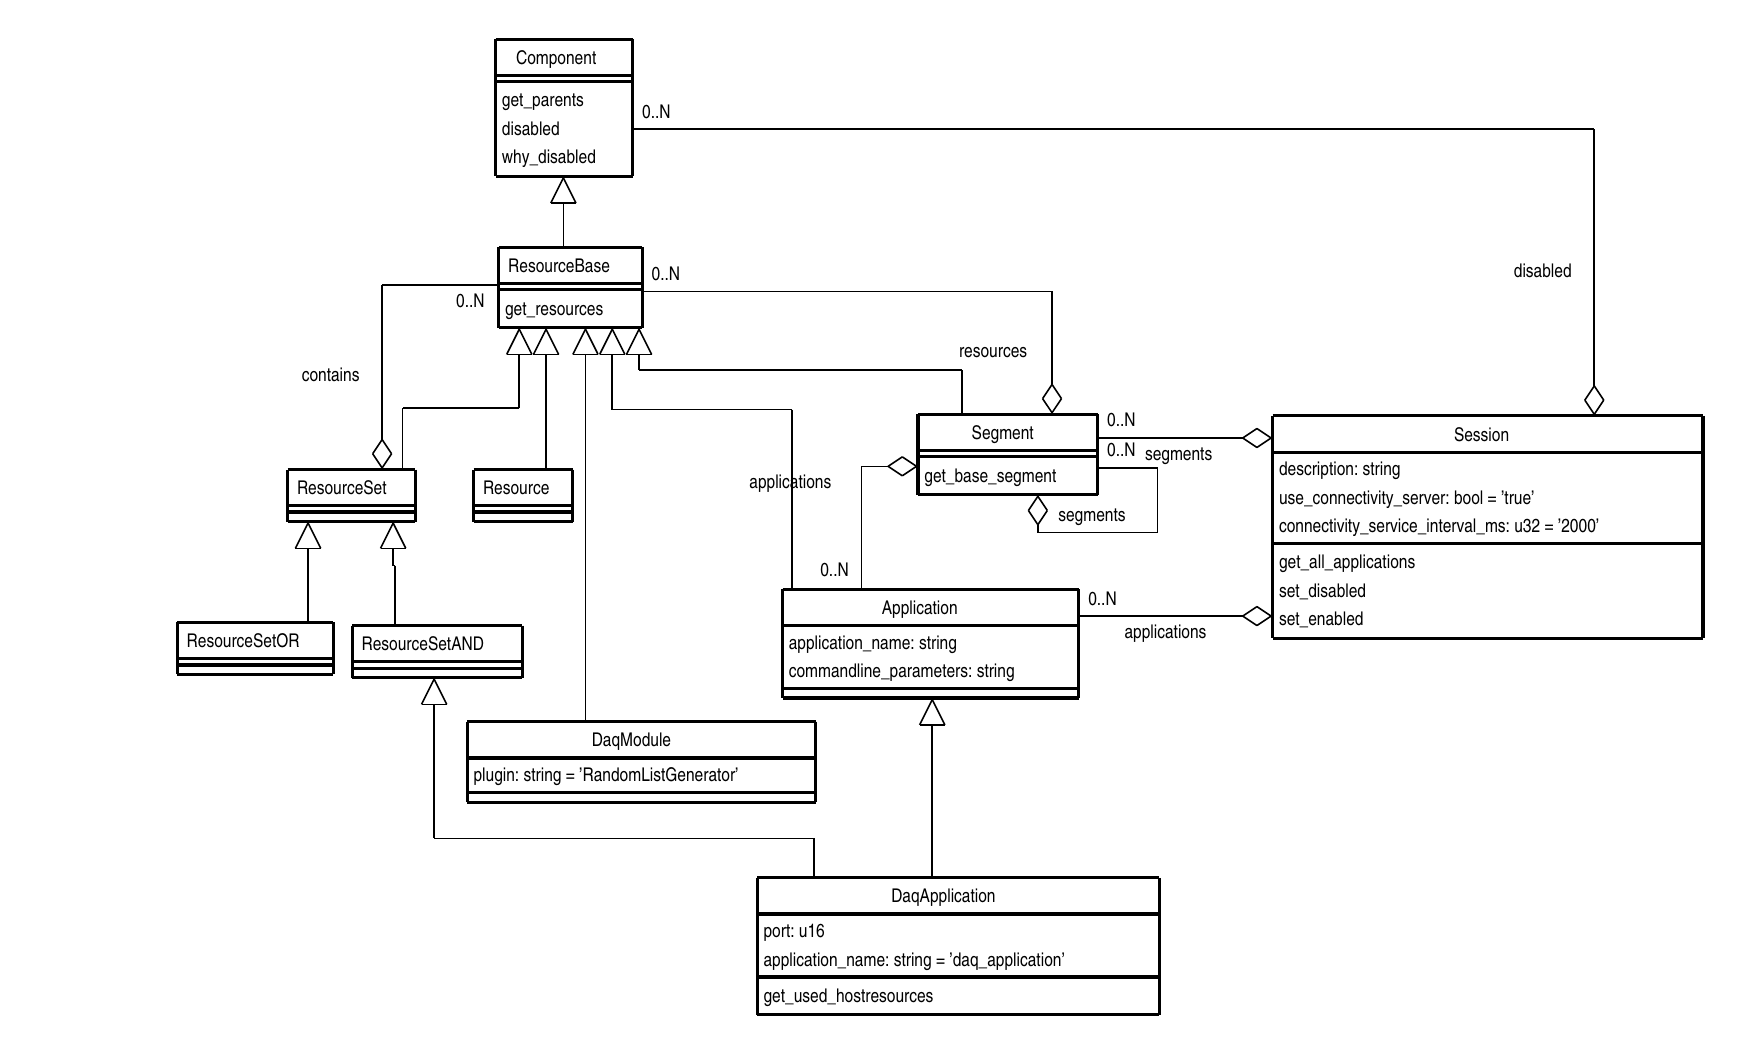 Component
get_parents
disabled
why_disabled
0..N
disabled
ResourceBase
get_resources
0..N
0..N
contains
resources
ResourceSet
Resource
applications
Segment
get_base_segment
0..N
0..N
segments
segments
Session
description: string
use_connectivity_server: bool = 'true'
connectivity_service_interval_ms: u32 = '2000'
get_all_applications
set_disabled
set_enabled
0..N
Application
application_name: string
commandline_parameters: string
0..N
applications
ResourceSetOR
ResourceSetAND
DaqModule
plugin: string = 'RandomListGenerator'
DaqApplication
port: u16
application_name: string = 'daq_application'
get_used_hostresources